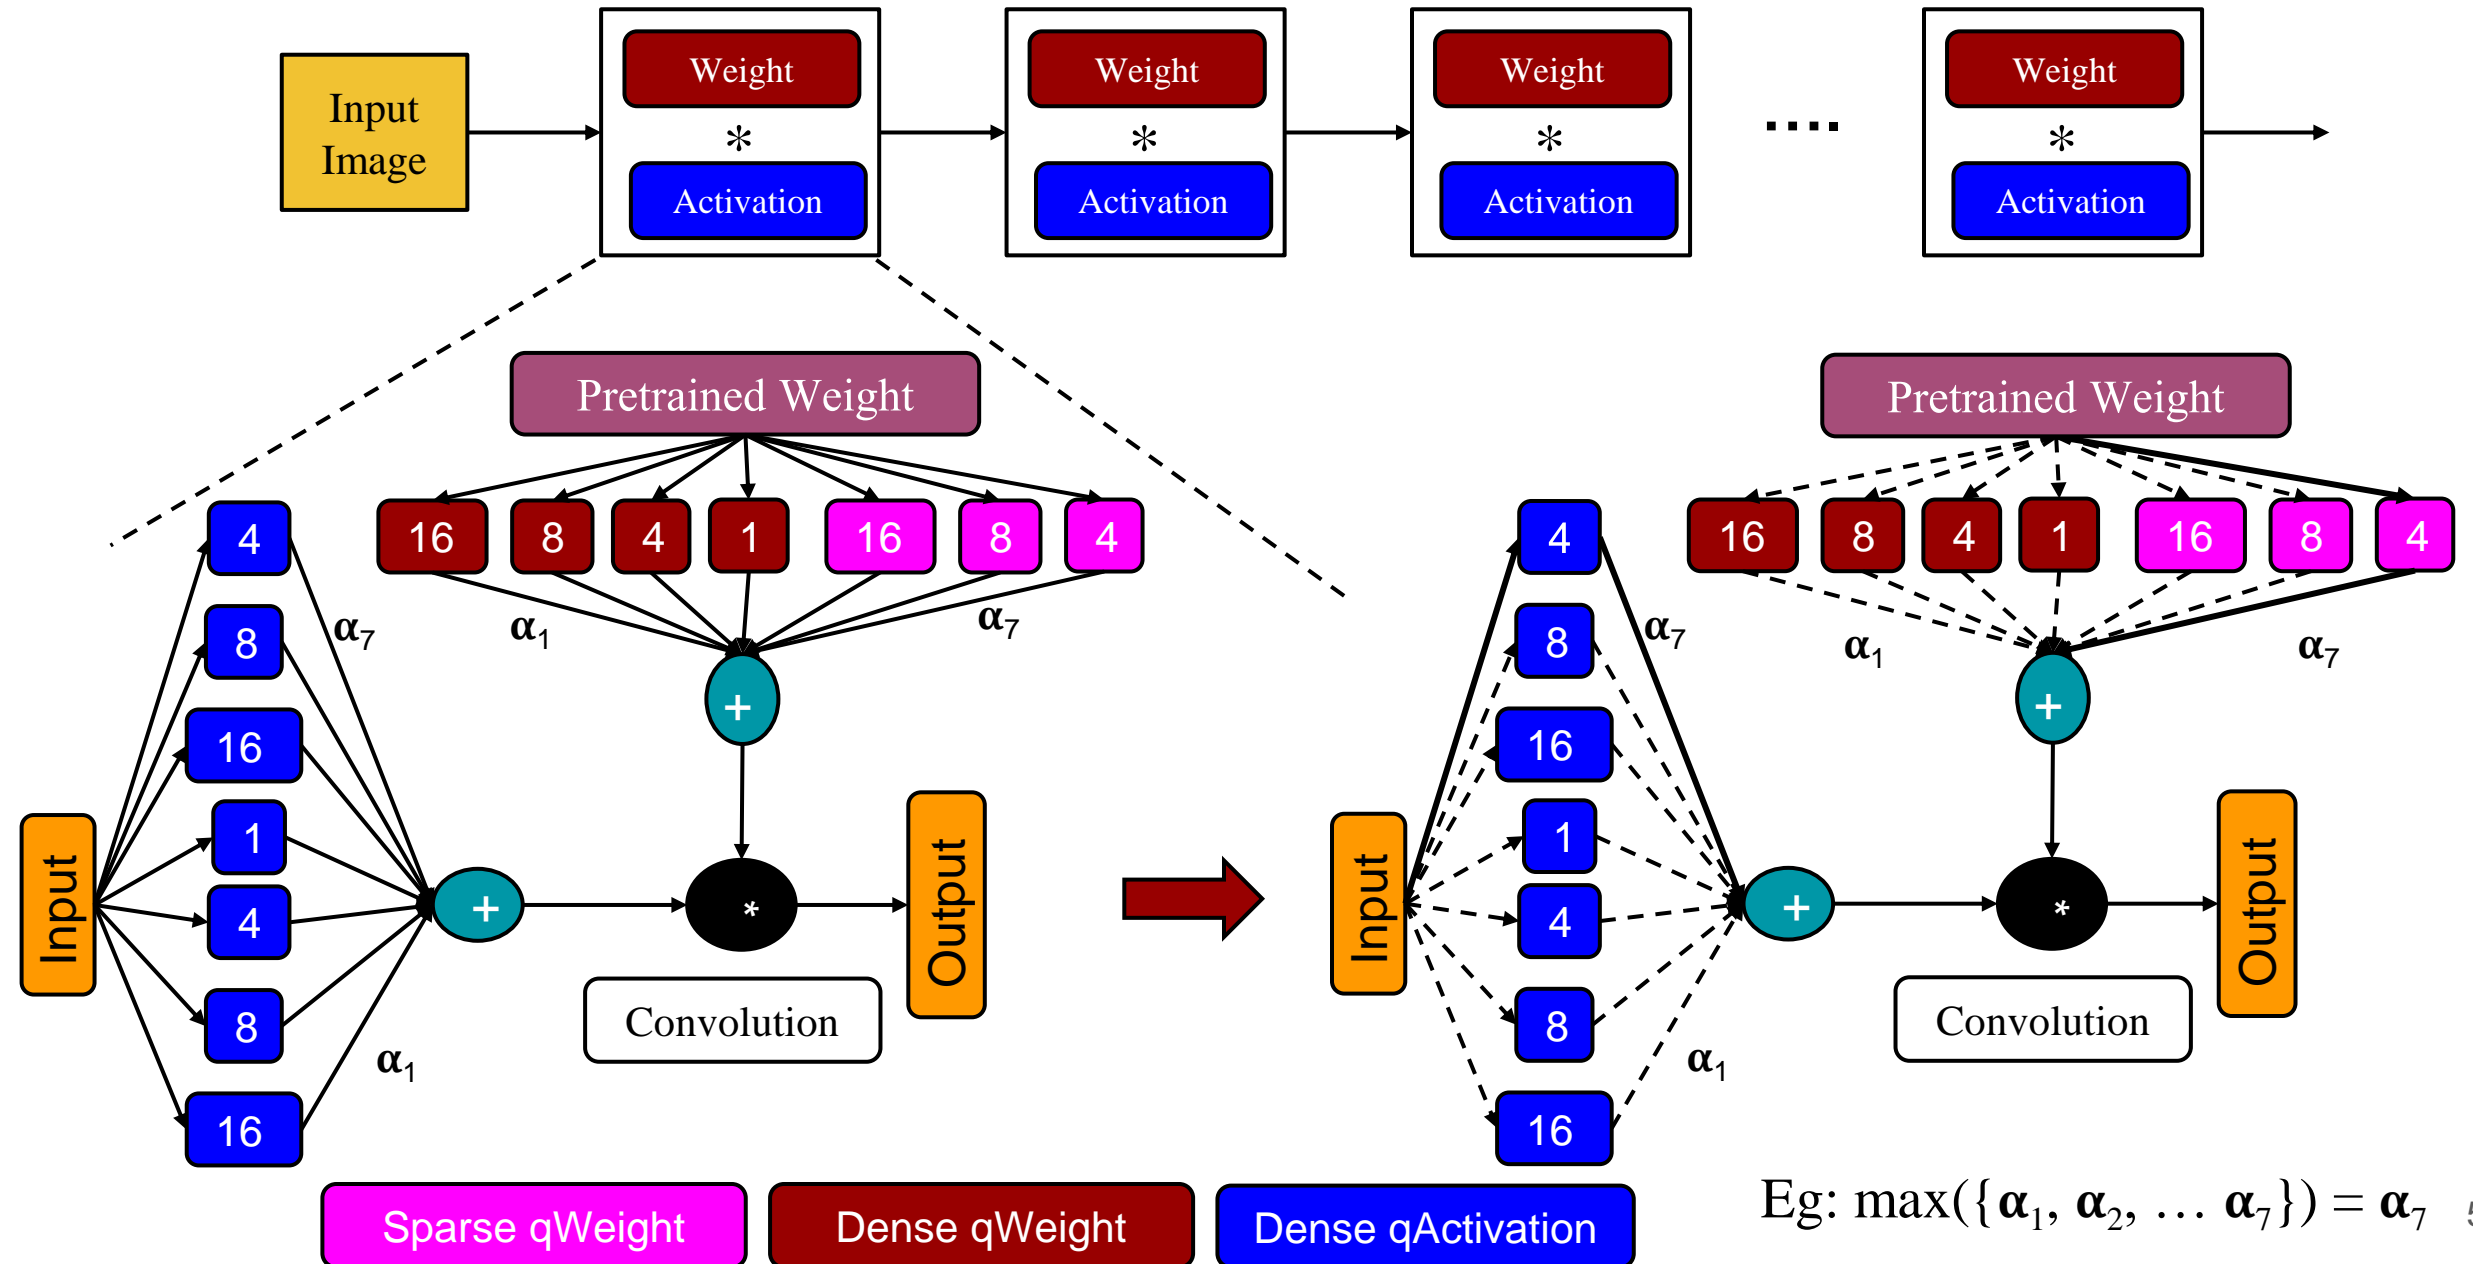 Input
Image
Weight
*
Activation
Weight
*
Activation
Weight
*
Activation
....
Weight
*
Activation
Pretrained Weight
16 8 4 1 16 8 4
α1
α7
+
4
8
α7
16
1
4
8
α1
16
Input
+
*
Output
Convolution
Pretrained Weight
16 8 4 1 16 8 4
α1
α7
+
4
8
α7
16
1
4
8
α1
16
Input
+
*
Output
Convolution
Sparse qWeight
Dense qWeight
Dense qActivation
Eg: max({α1, α2, … α7}) = α7